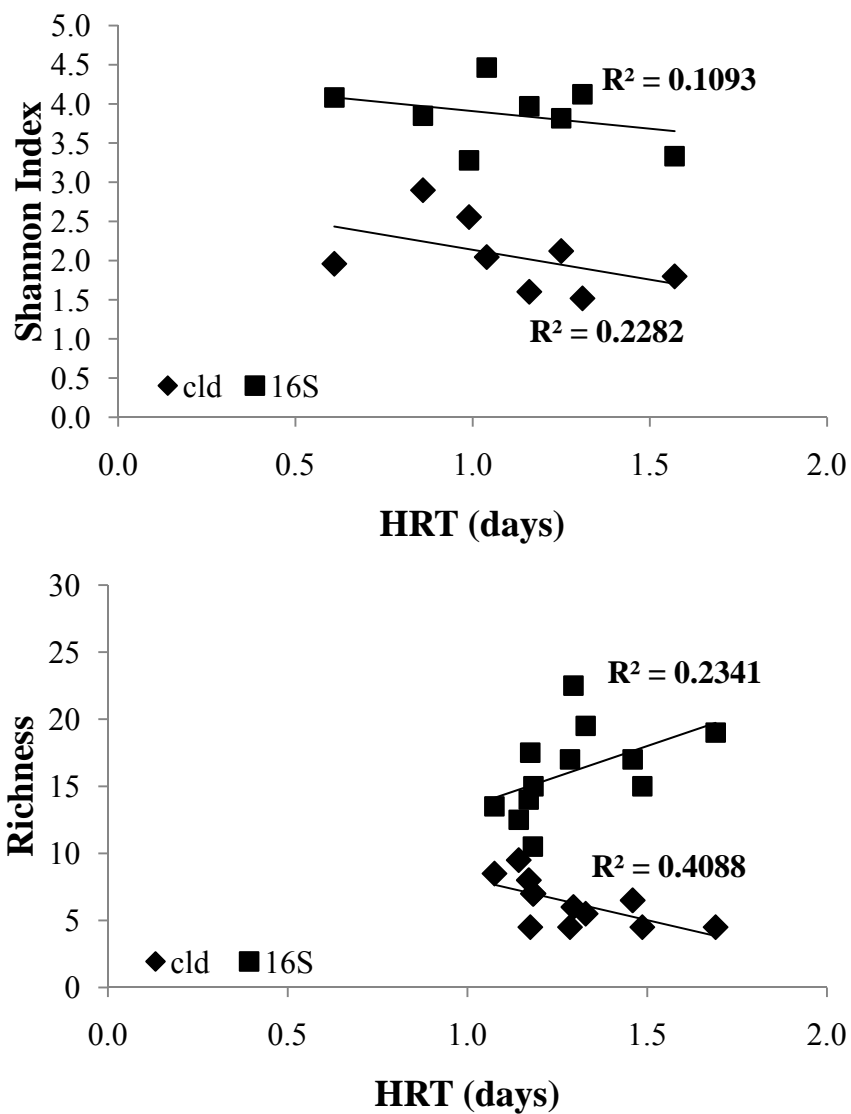 5.0
4.5
4.0
3.5
3.0
2.5
2.0
1.5
1.0
0.5
0.0
Shannon Index
R² = 0.1093
R² = 0.2282
cld 16S
0.0 0.5 1.0 1.5 2.0
HRT (days)
30
25
20
15
10
5
0
Richness
R² = 0.2341
R² = 0.4088
cld 16S
0.0 0.5 1.0 1.5 2.0
HRT (days)